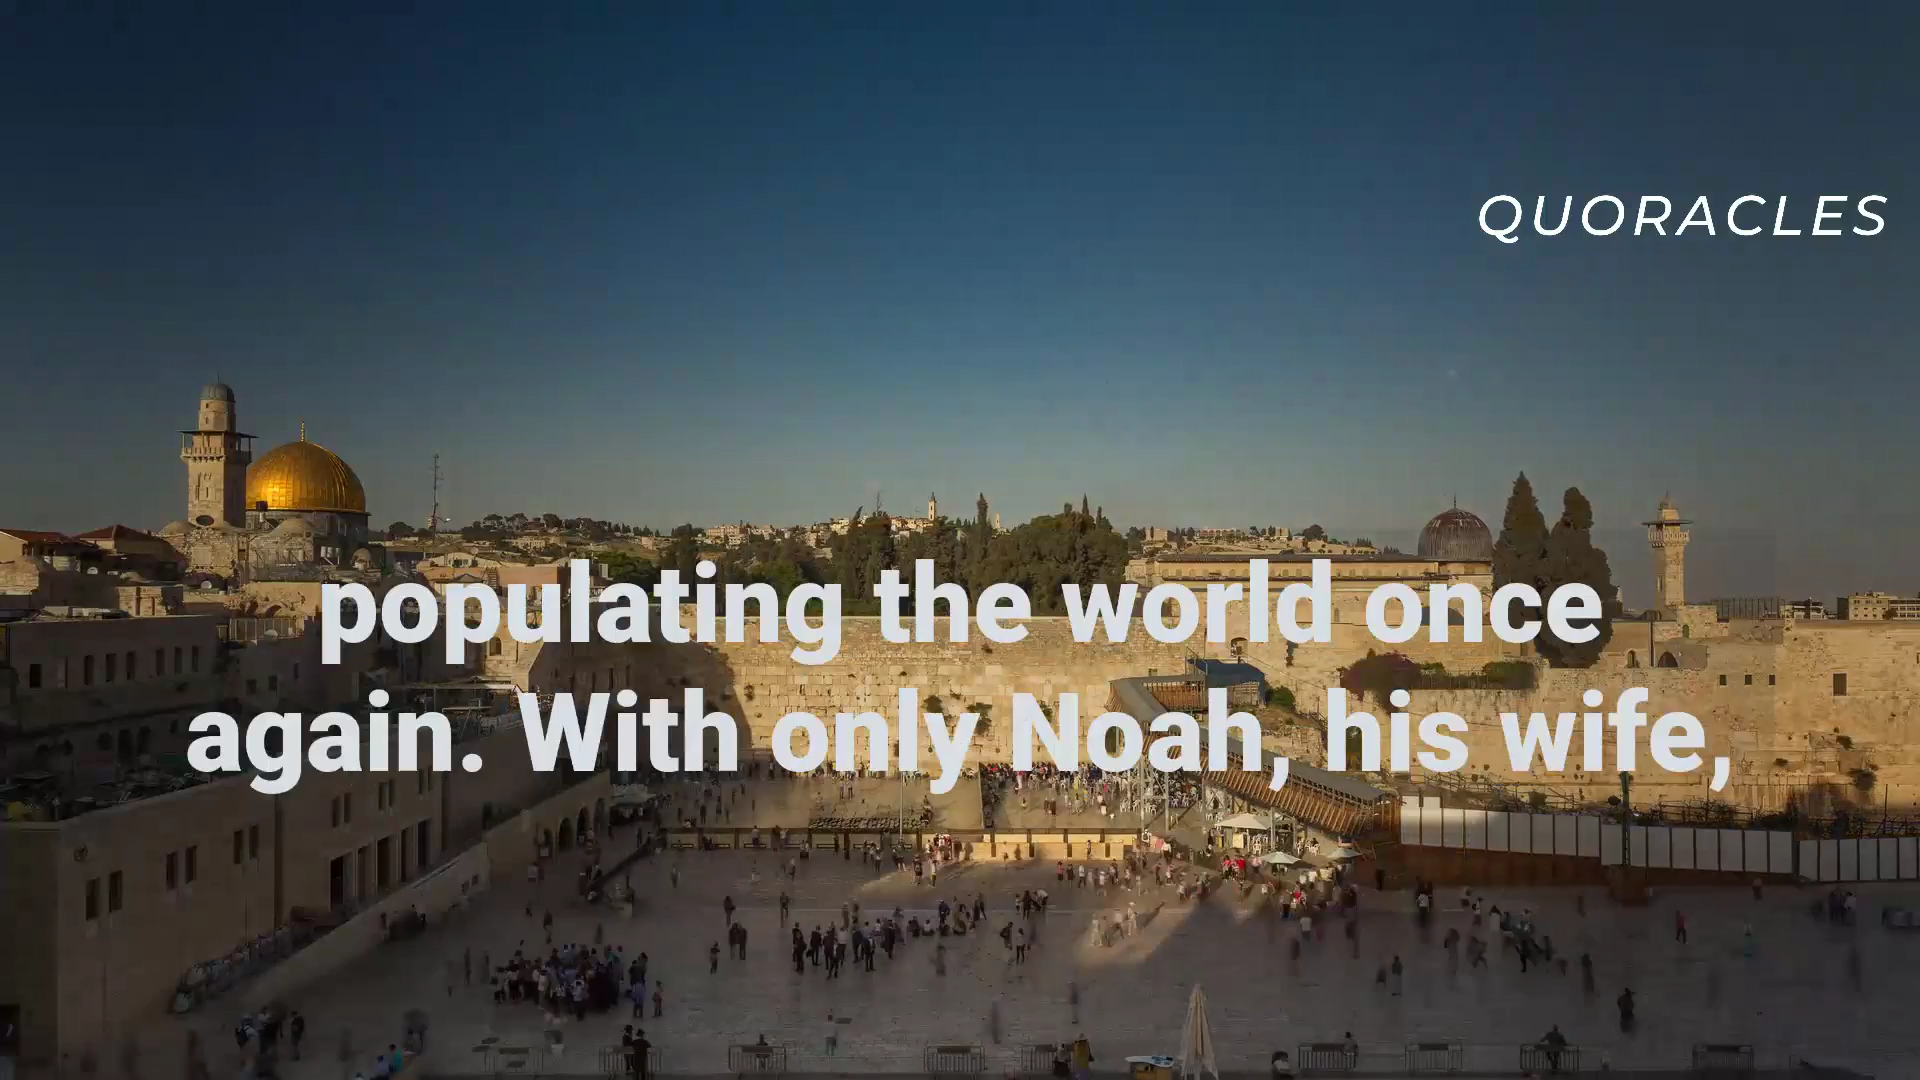 QUORACLES
populating the world once
again. With only Noah, his wife,